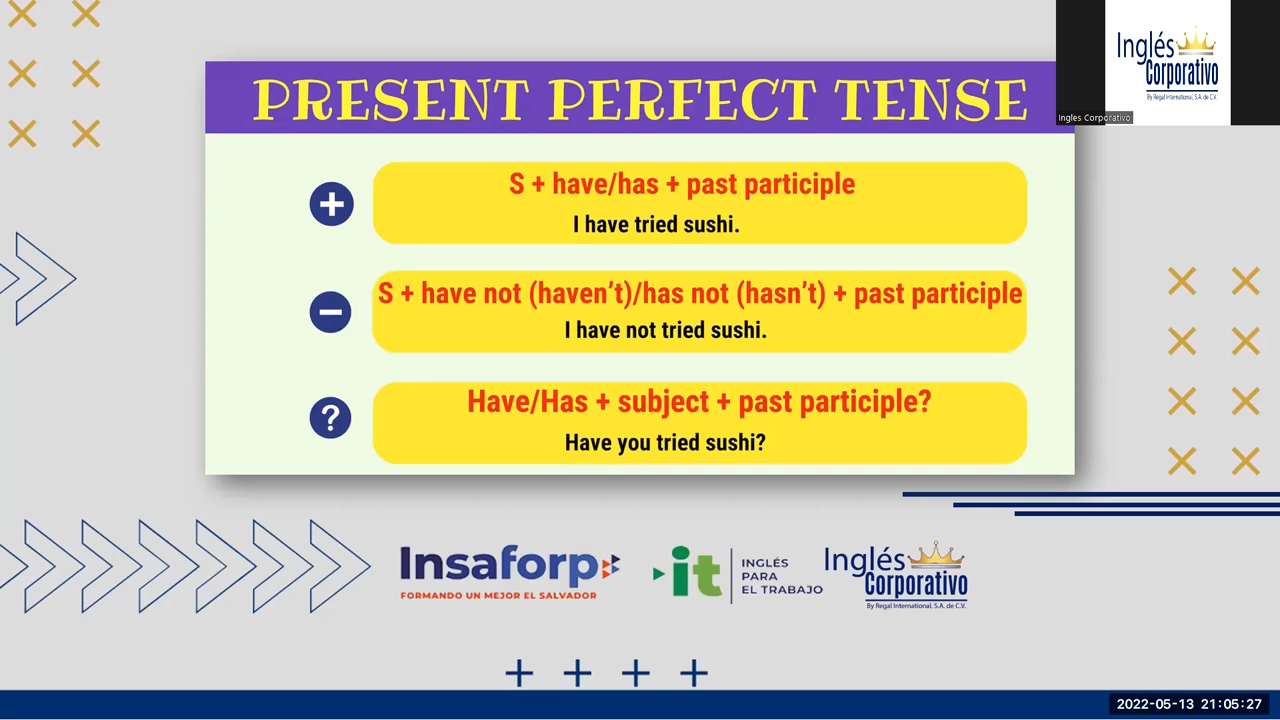 PRESENT PERFECT TENSE
Inglés
Corporativo
By Regal International, S.A. de C.V.
Ingles Corporativo
+
S + have/has + past participle
I have tried sushi.
−
S + have not (haven’t)/has not (hasn’t) + past participle
I have not tried sushi.
?
Have/Has + subject + past participle?
Have you tried sushi?
Insaforp
FORMANDO UN MEJOR EL SALVADOR
it
INGLÉS
PARA
EL TRABAJO
Inglés
Corporativo
By Regal International, S.A. de C.V.
2022-05-13 21:05:27